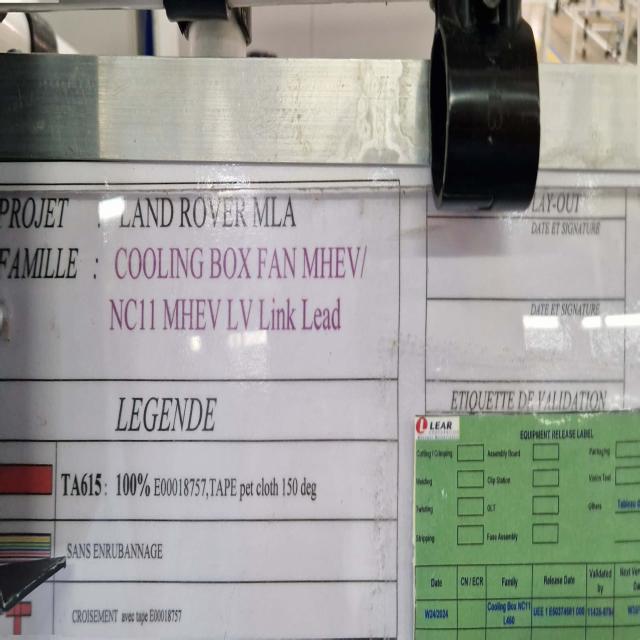 PROJET : LAND ROVER MLA
FAMILLE : COOLING BOX FAN MHEV/
NC11 MHEV LV Link Lead
LEGENDE
TA615: 100% E00018757,TAPE pet cloth 150 deg
SANS ENRUBANNAGE
CROISEMENT avec tape E00018757
LAY-OUT
DATE ET SIGNATURE
DATE ET SIGNATURE
ETIQUETTE DE VALIDATION
LEAR
EQUIPMENT RELEASE LABEL
Cutting / Crimping Assembly Board Packaging
Welding Clip Station Vision Test
Twisting Others
Stripping Fuse Assembly
Date CN / ECR Family Release Date Validated by Next
W24/2024 Cooling Box NC11 L460